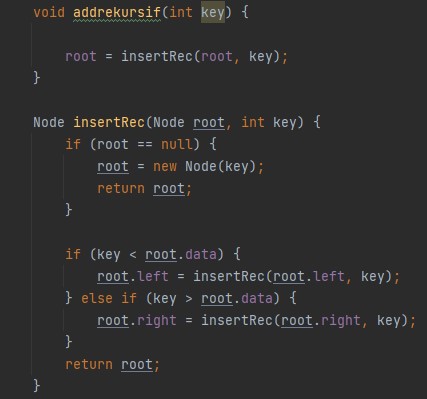 void addrekursif(int key) {
root = insertRec(root, key);
}
Node insertRec(Node root, int key) {
if (root == null) {
root = new Node(key);
return root;
}
if (key < root.data) {
root.left = insertRec(root.left, key);
} else if (key > root.data) {
root.right = insertRec(root.right, key);
}
return root;
}